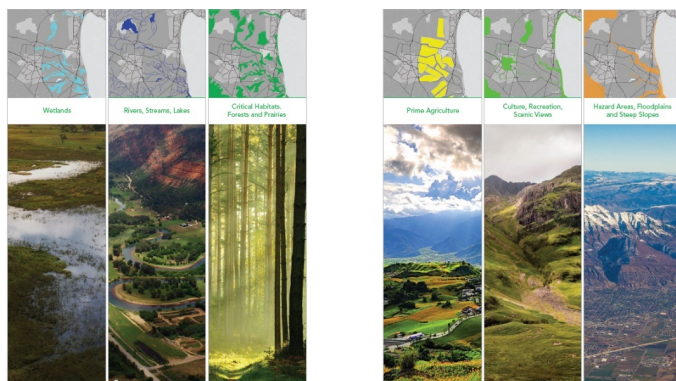 Wetlands
Rivers, Streams, Lakes
Critical Habitats.
Forests and Prairies
Prime Agriculture
Culture, Recreation,
Scenic Views
Hazard Areas, Floodplains
and Steep Slopes